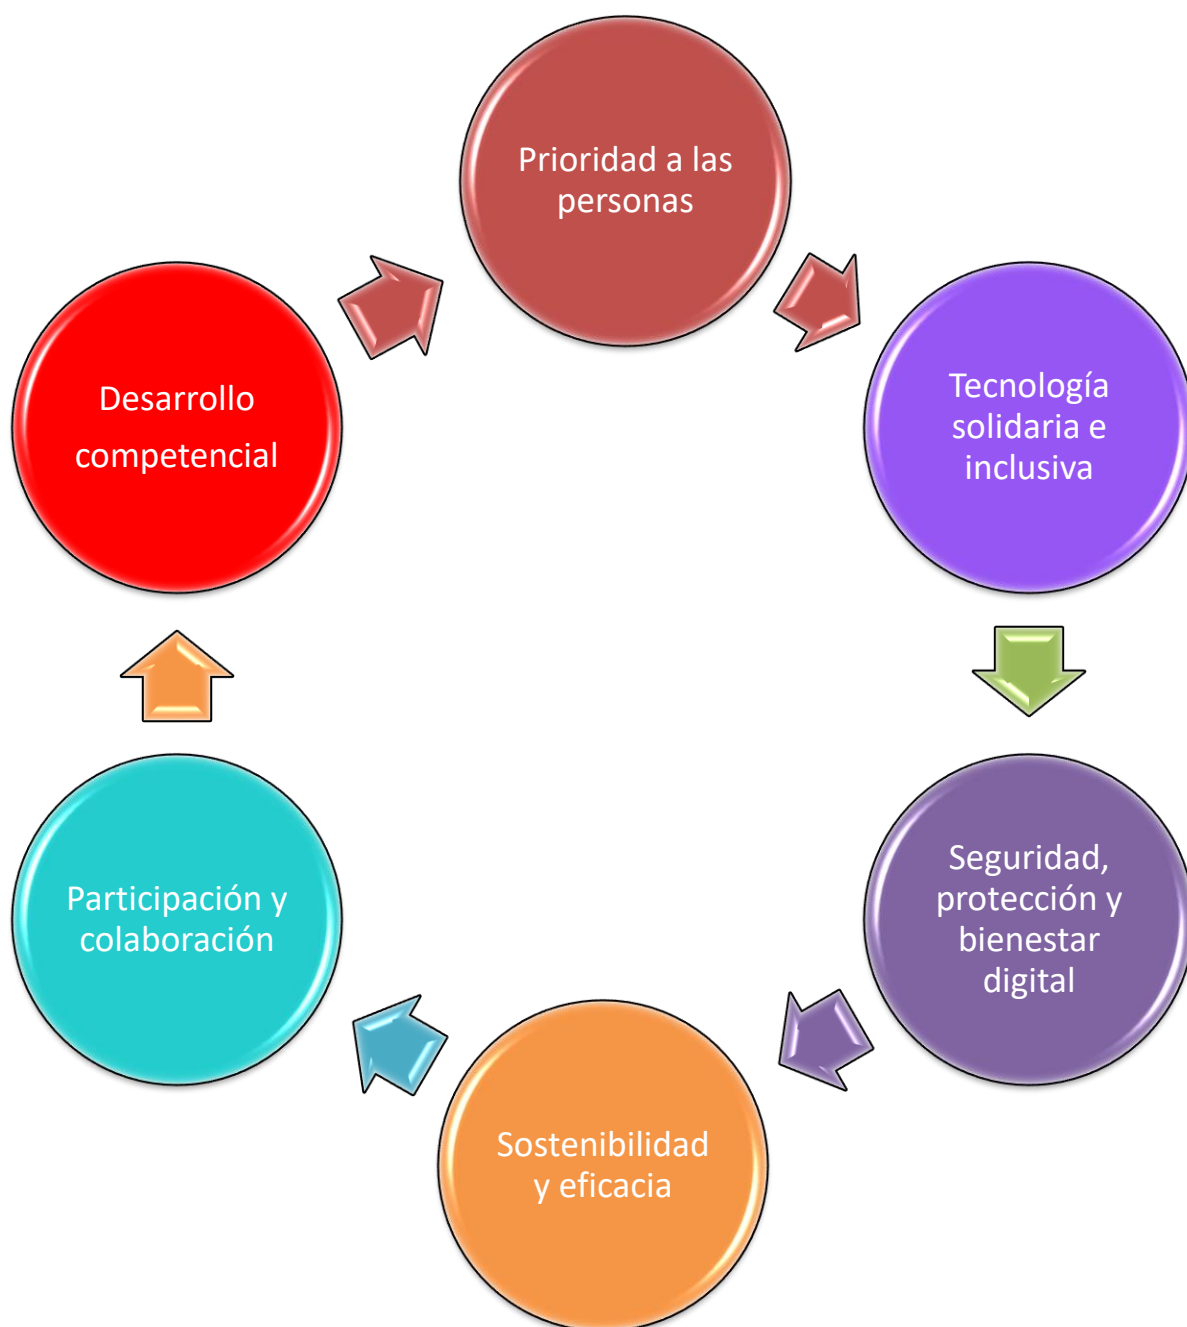 Prioridad a las
personas
Tecnología
solidaria e
inclusiva
Seguridad,
protección y
bienestar
digital
Sostenibilidad
y eficacia
Participación y
colaboración
Desarrollo
competencial